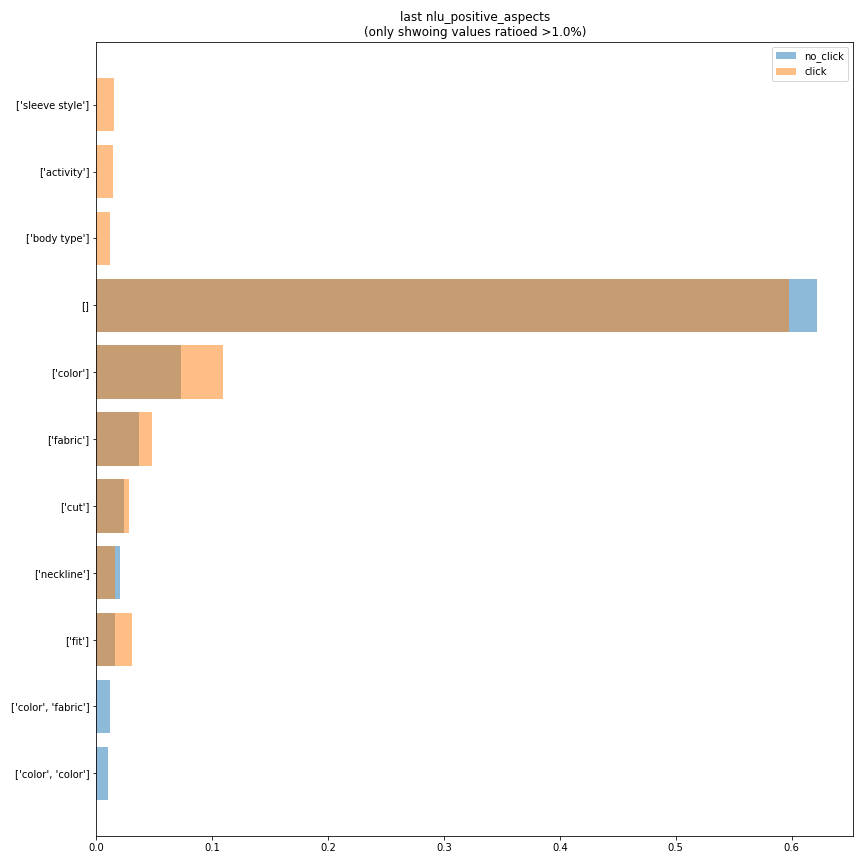 last nlu_positive_aspects
(only shwoing values ratioed >1.0%)
no_click
click
['sleeve style']
['activity']
['body type']
[]
['color']
['fabric']
['cut']
['neckline']
['fit']
['color', 'fabric']
['color', 'color']
0.0 0.1 0.2 0.3 0.4 0.5 0.6